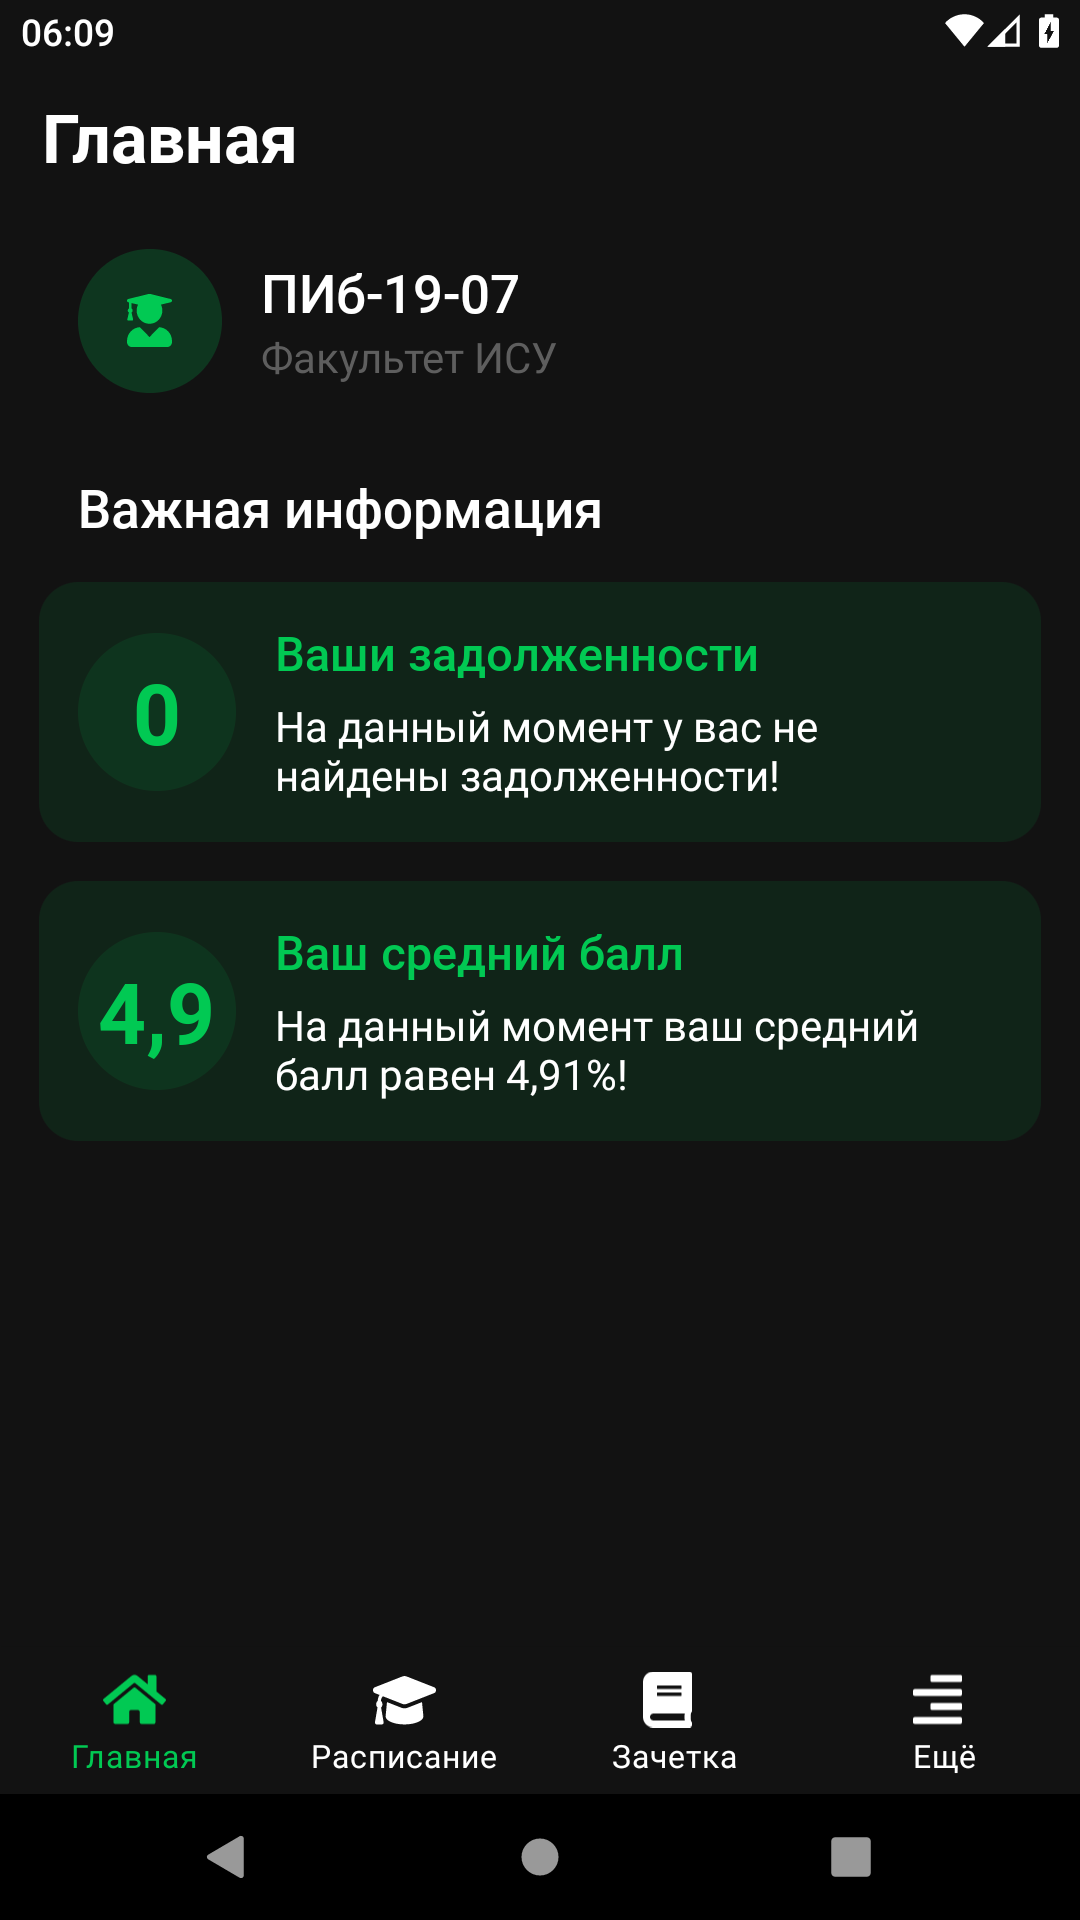 06:09
Главная
ПИб-19-07
Факультет ИСУ
Важная информация
0
Ваши задолженности
На данный момент у вас не
найдены задолженности!
4,9
Ваш средний балл
На данный момент ваш средний
балл равен 4,91%!
Главная
Расписание
Зачетка
Ещё